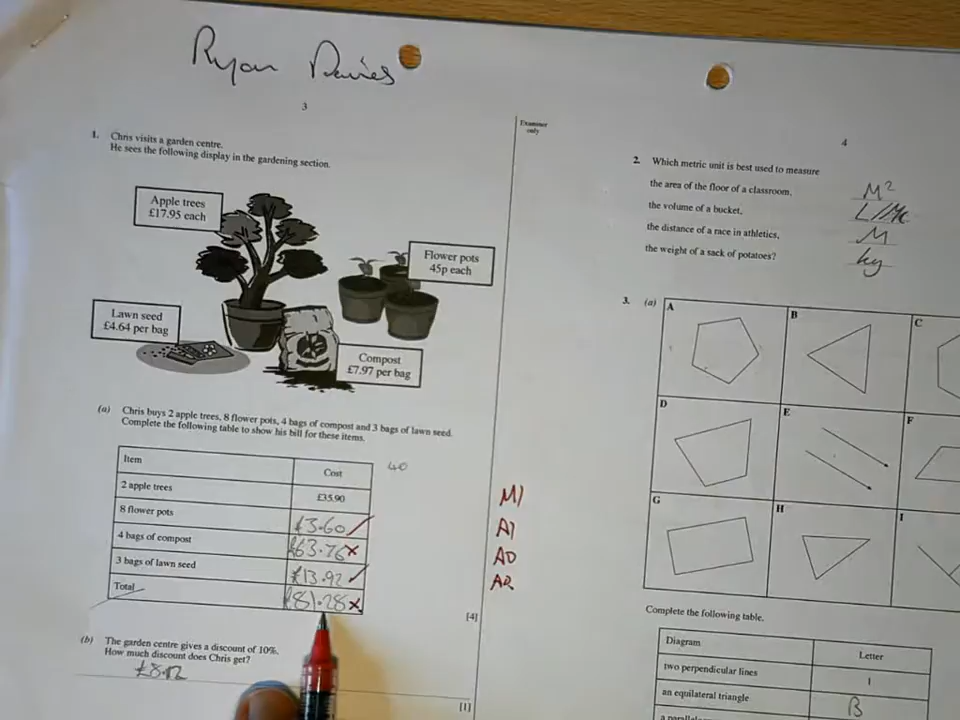 Ryan Davies
3
1. Chris visits a garden centre.
He sees the following display in the gardening section.
Apple trees
£17.95 each
Flower pots
45p each
Lawn seed
£4.64 per bag
Compost
£7.97 per bag
(a) Chris buys 2 apple trees, 8 flower pots, 4 bags of compost and 3 bags of lawn seed.
Complete the following table to show his bill for these items.
40
Item Cost
2 apple trees £35.90
8 flower pots £3.60
4 bags of compost £63.76
3 bags of lawn seed £13.92
Total £81.28
[4]
(b) The garden centre gives a discount of 10%.
How much discount does Chris get?
£8.12
[1]
Examiner
only
M1
A1
A0
4
2. Which metric unit is best used to measure
the area of the floor of a classroom, M²
the volume of a bucket,
the distance of a race in athletics, M
the weight of a sack of potatoes? kg
3. (a)
A B C
D E F
G H I
Complete the following table.
Diagram Letter
two perpendicular lines I
an equilateral triangle B